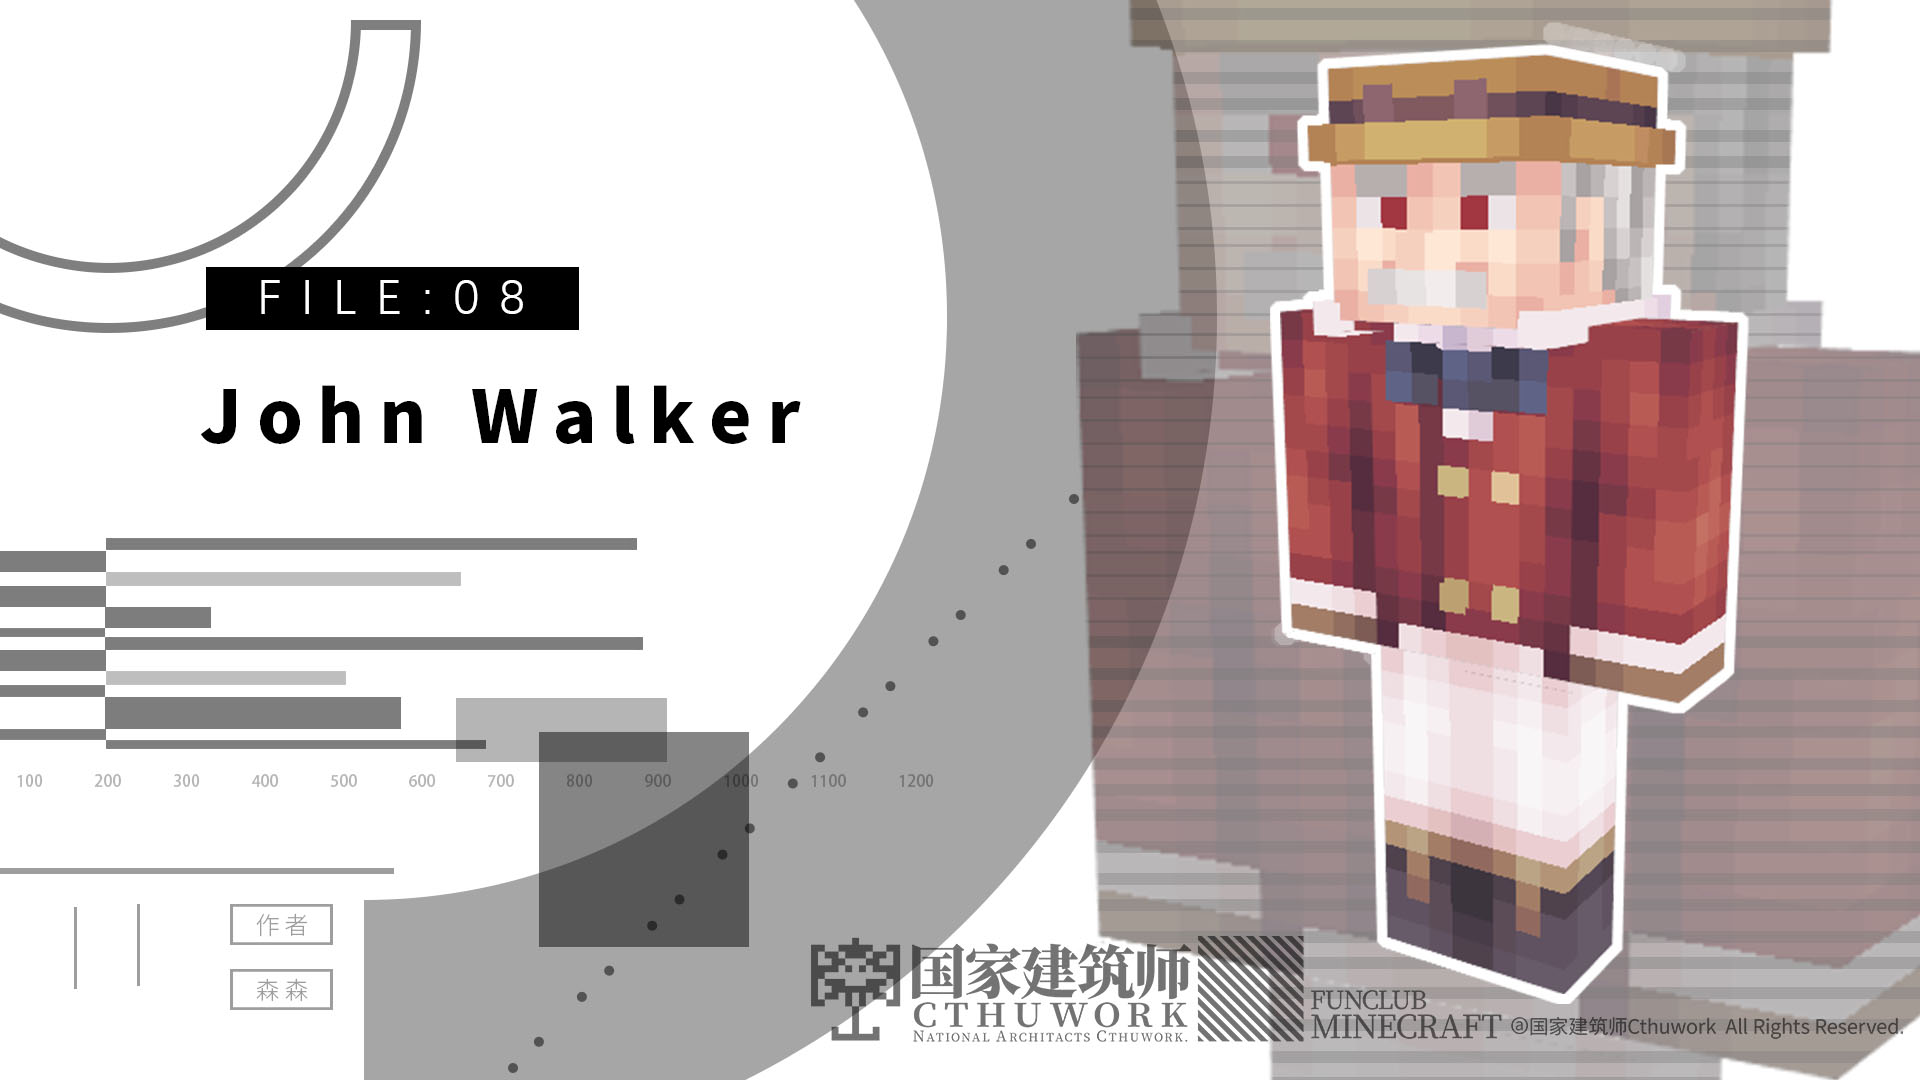 FILE:08
John Walker
100 200 300 400 500 600 700 800 900 1000 1100 1200
作者
森森
国家建筑师
CTHUWORK
NATIONAL ARCHITACTS CTHUWORK.
FUNCLUB
MINECRAFT
@国家建筑师Cthuwork All Rights Reserved.